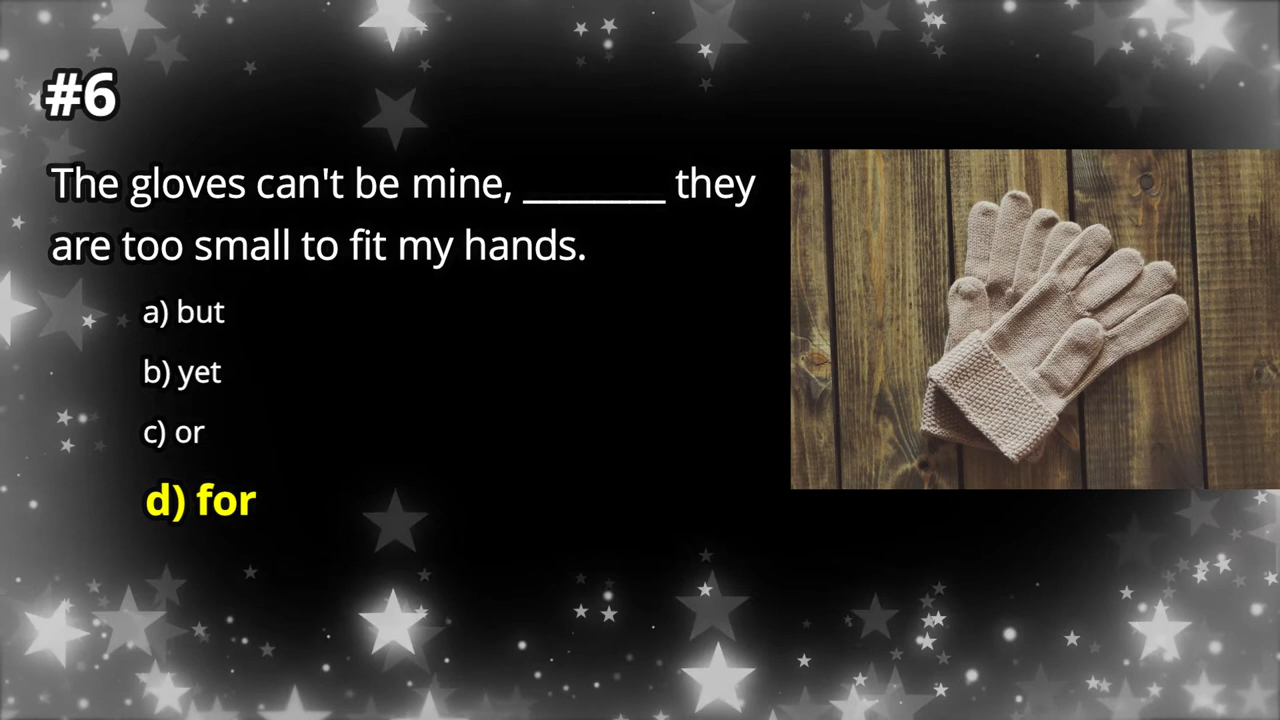 #6
The gloves can't be mine, ________ they
are too small to fit my hands.
a) but
b) yet
c) or
d) for